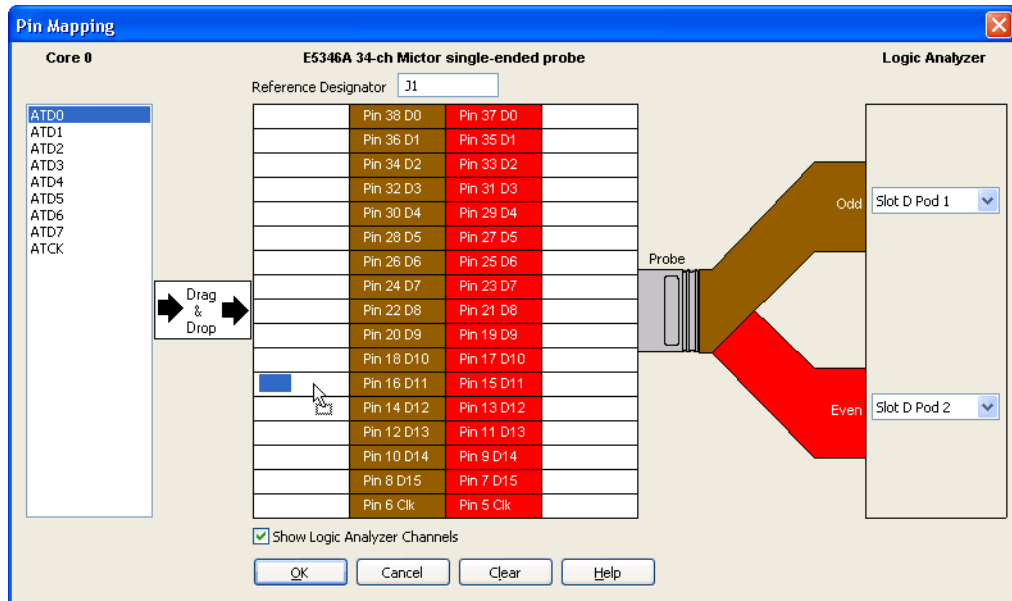 Pin Mapping
Core 0
E5346A 34-ch Mictor single-ended probe
Logic Analyzer
Reference Designator J1
ATD0
ATD1
ATD2
ATD3
ATD4
ATD5
ATD6
ATD7
ATCK
Drag
&
Drop
Pin 38 D0 Pin 37 D0
Pin 36 D1 Pin 35 D1
Pin 34 D2 Pin 33 D2
Pin 32 D3 Pin 31 D3
Pin 30 D4 Pin 29 D4
Pin 28 D5 Pin 27 D5
Pin 26 D6 Pin 25 D6
Pin 24 D7 Pin 23 D7
Pin 22 D8 Pin 21 D8
Pin 20 D9 Pin 19 D9
Pin 18 D10 Pin 17 D10
Pin 16 D11 Pin 15 D11
Pin 14 D12 Pin 13 D12
Pin 12 D13 Pin 11 D13
Pin 10 D14 Pin 9 D14
Pin 8 D15 Pin 7 D15
Pin 6 Clk Pin 5 Clk
Probe
Odd
Slot D Pod 1
Even
Slot D Pod 2
Show Logic Analyzer Channels
OK
Cancel
Clear
Help